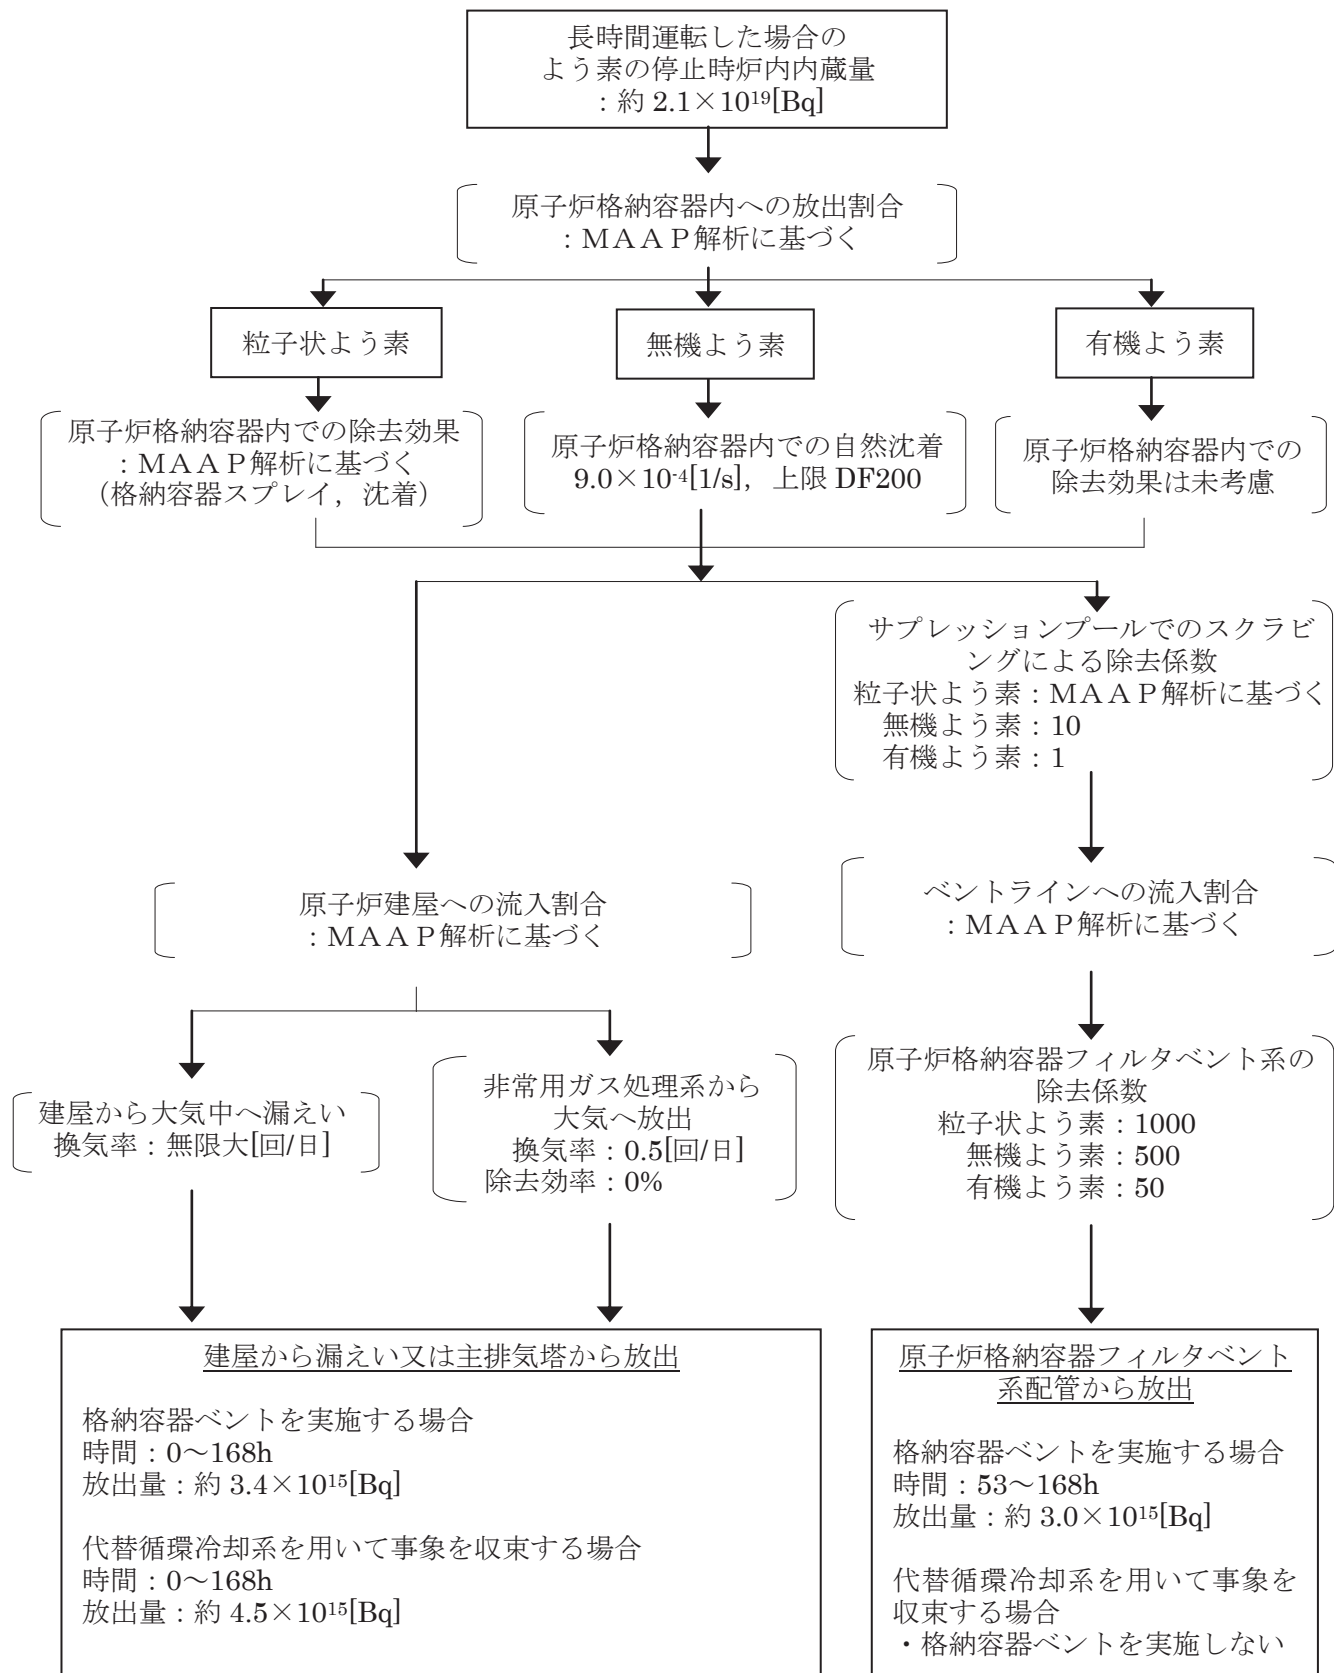 長時間運転した場合の
よう素の停止時炉内内蔵量
：約 2.1×10¹⁹[Bq]
原子炉格納容器内への放出割合
：ＭＡＡＰ解析に基づく
粒子状よう素
無機よう素
有機よう素
原子炉格納容器内での除去効果
：ＭＡＡＰ解析に基づく
（格納容器スプレイ，沈着）
原子炉格納容器内での自然沈着
9.0×10⁻⁴[1/s]，上限 DF200
原子炉格納容器内での
除去効果は未考慮
サプレッションプールでのスクラビ
ングによる除去係数
粒子状よう素：ＭＡＡＰ解析に基づく
無機よう素：10
有機よう素：1
原子炉建屋への流入割合
：ＭＡＡＰ解析に基づく
ベントラインへの流入割合
：ＭＡＡＰ解析に基づく
建屋から大気中へ漏えい
換気率：無限大[回/日]
非常用ガス処理系から
大気へ放出
換気率：0.5[回/日]
除去効率：0%
原子炉格納容器フィルタベント系の
除去係数
粒子状よう素：1000
無機よう素：500
有機よう素：50
建屋から漏えい又は主排気塔から放出
格納容器ベントを実施する場合
時間：0～168h
放出量：約 3.4×10¹⁵[Bq]
代替循環冷却系を用いて事象を収束する場合
時間：0～168h
放出量：約 4.5×10¹⁵[Bq]
原子炉格納容器フィルタベント
系配管から放出
格納容器ベントを実施する場合
時間：53～168h
放出量：約 3.0×10¹⁵[Bq]
代替循環冷却系を用いて事象を
収束する場合
・格納容器ベントを実施しない